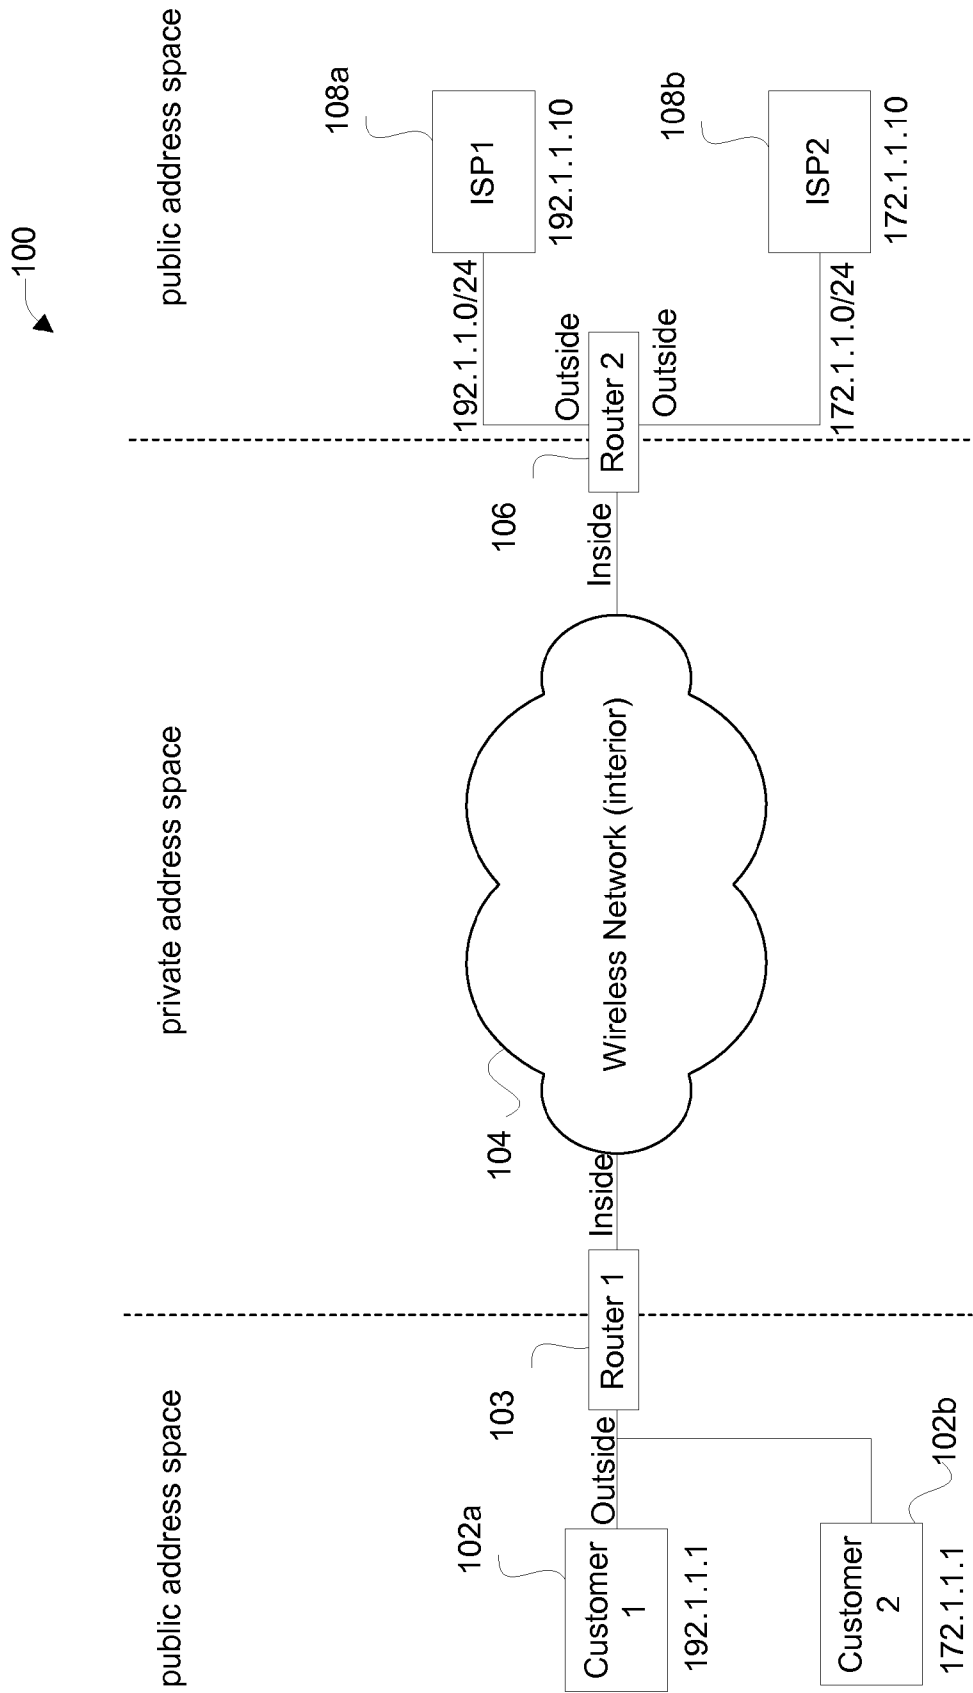 100
public address space
private address space
public address space
102a
Customer
1
192.1.1.1
Customer
2
102b
172.1.1.1
Outside
103
Router 1
Inside
104
Wireless Network (interior)
Inside
106
Router 2
Outside
Outside
192.1.1.0/24
172.1.1.0/24
108a
ISP1
192.1.1.10
108b
ISP2
172.1.1.10